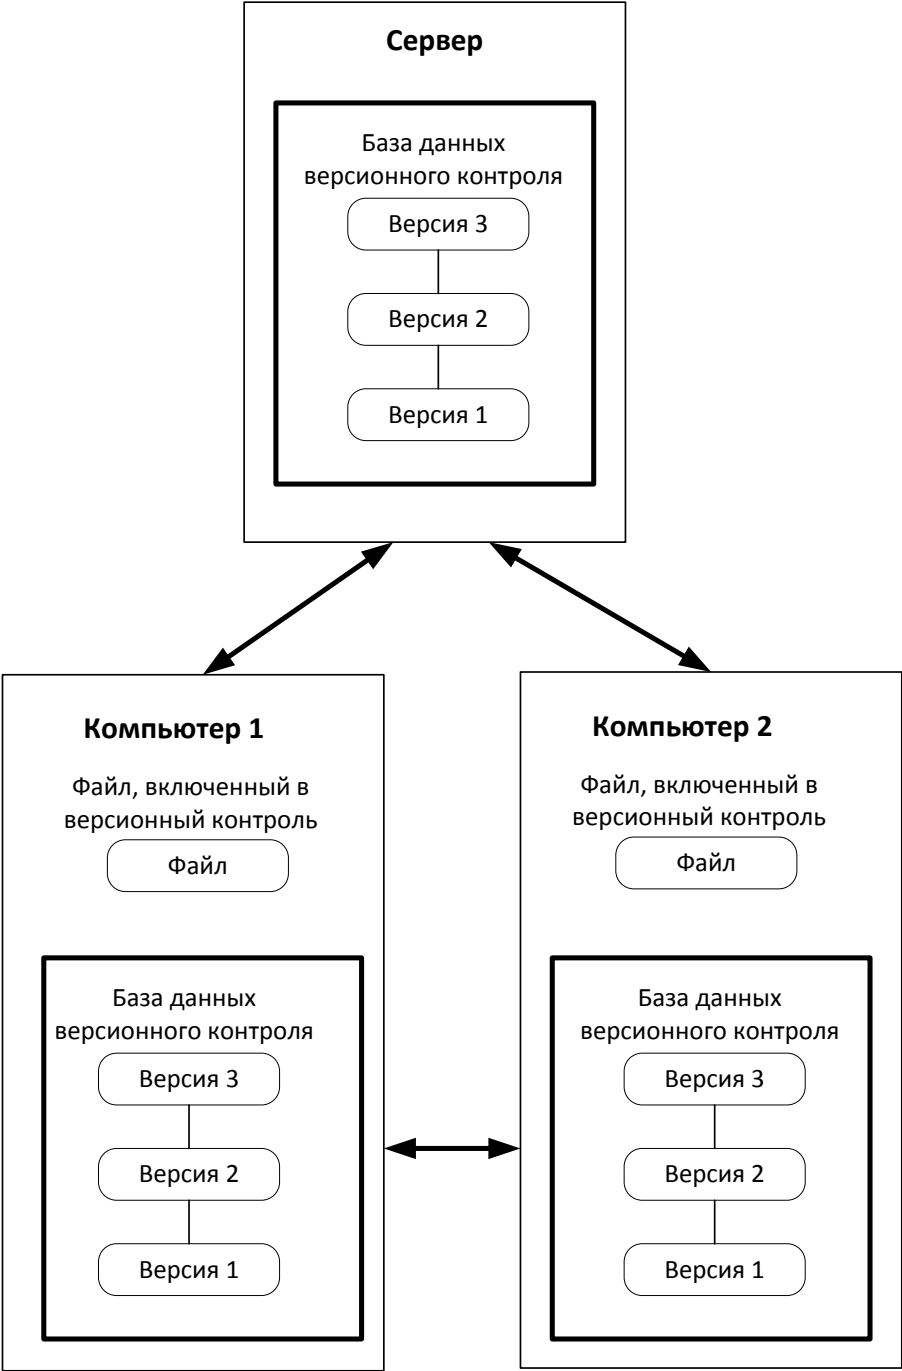 Сервер
База данных
версионного контроля
Версия 3
Версия 2
Версия 1
Компьютер 1
Файл, включенный в
версионный контроль
Файл
База данных
версионного контроля
Версия 3
Версия 2
Версия 1
Компьютер 2
Файл, включенный в
версионный контроль
Файл
База данных
версионного контроля
Версия 3
Версия 2
Версия 1